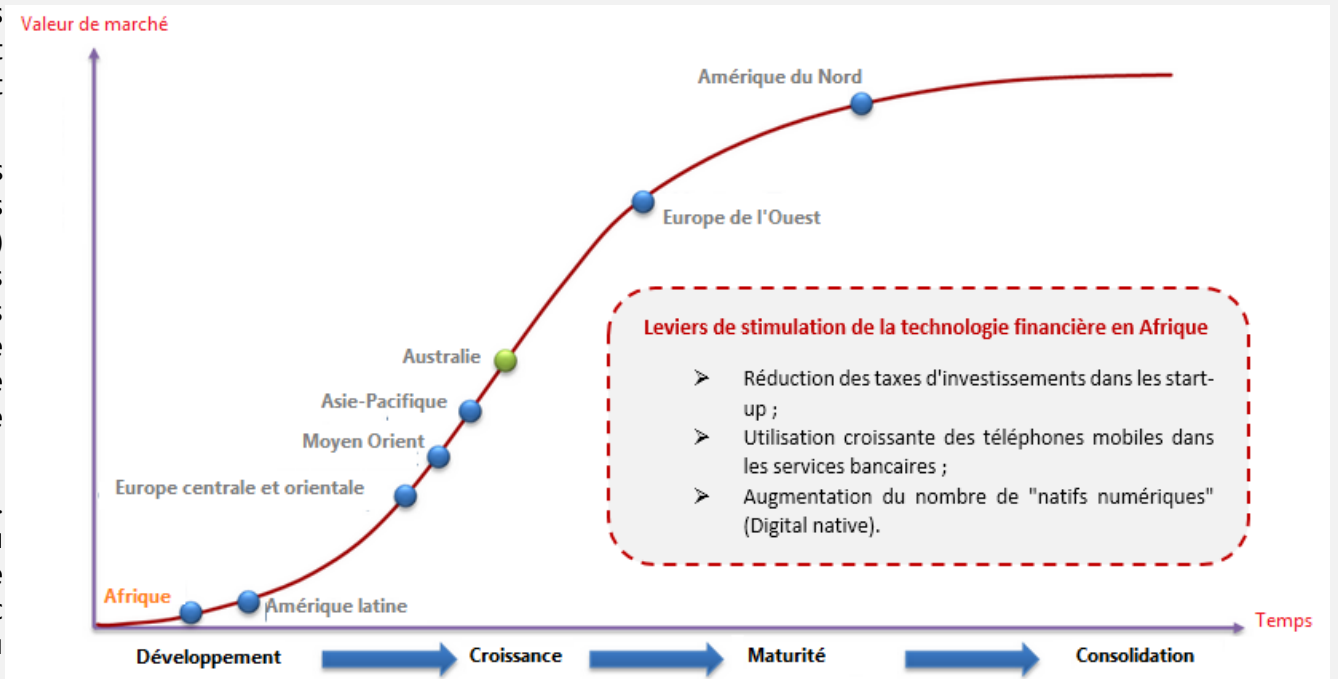 Valeur de marché
Amérique du Nord
Europe de l'Ouest
Leviers de stimulation de la technologie financière en Afrique
➢ Réduction des taxes d'investissements dans les start-
up ;
➢ Utilisation croissante des téléphones mobiles dans
les services bancaires ;
➢ Augmentation du nombre de "natifs numériques"
(Digital native).
Australie
Asie-Pacifique
Moyen Orient
Europe centrale et orientale
Afrique
Amérique latine
Temps
Développement
Croissance
Maturité
Consolidation